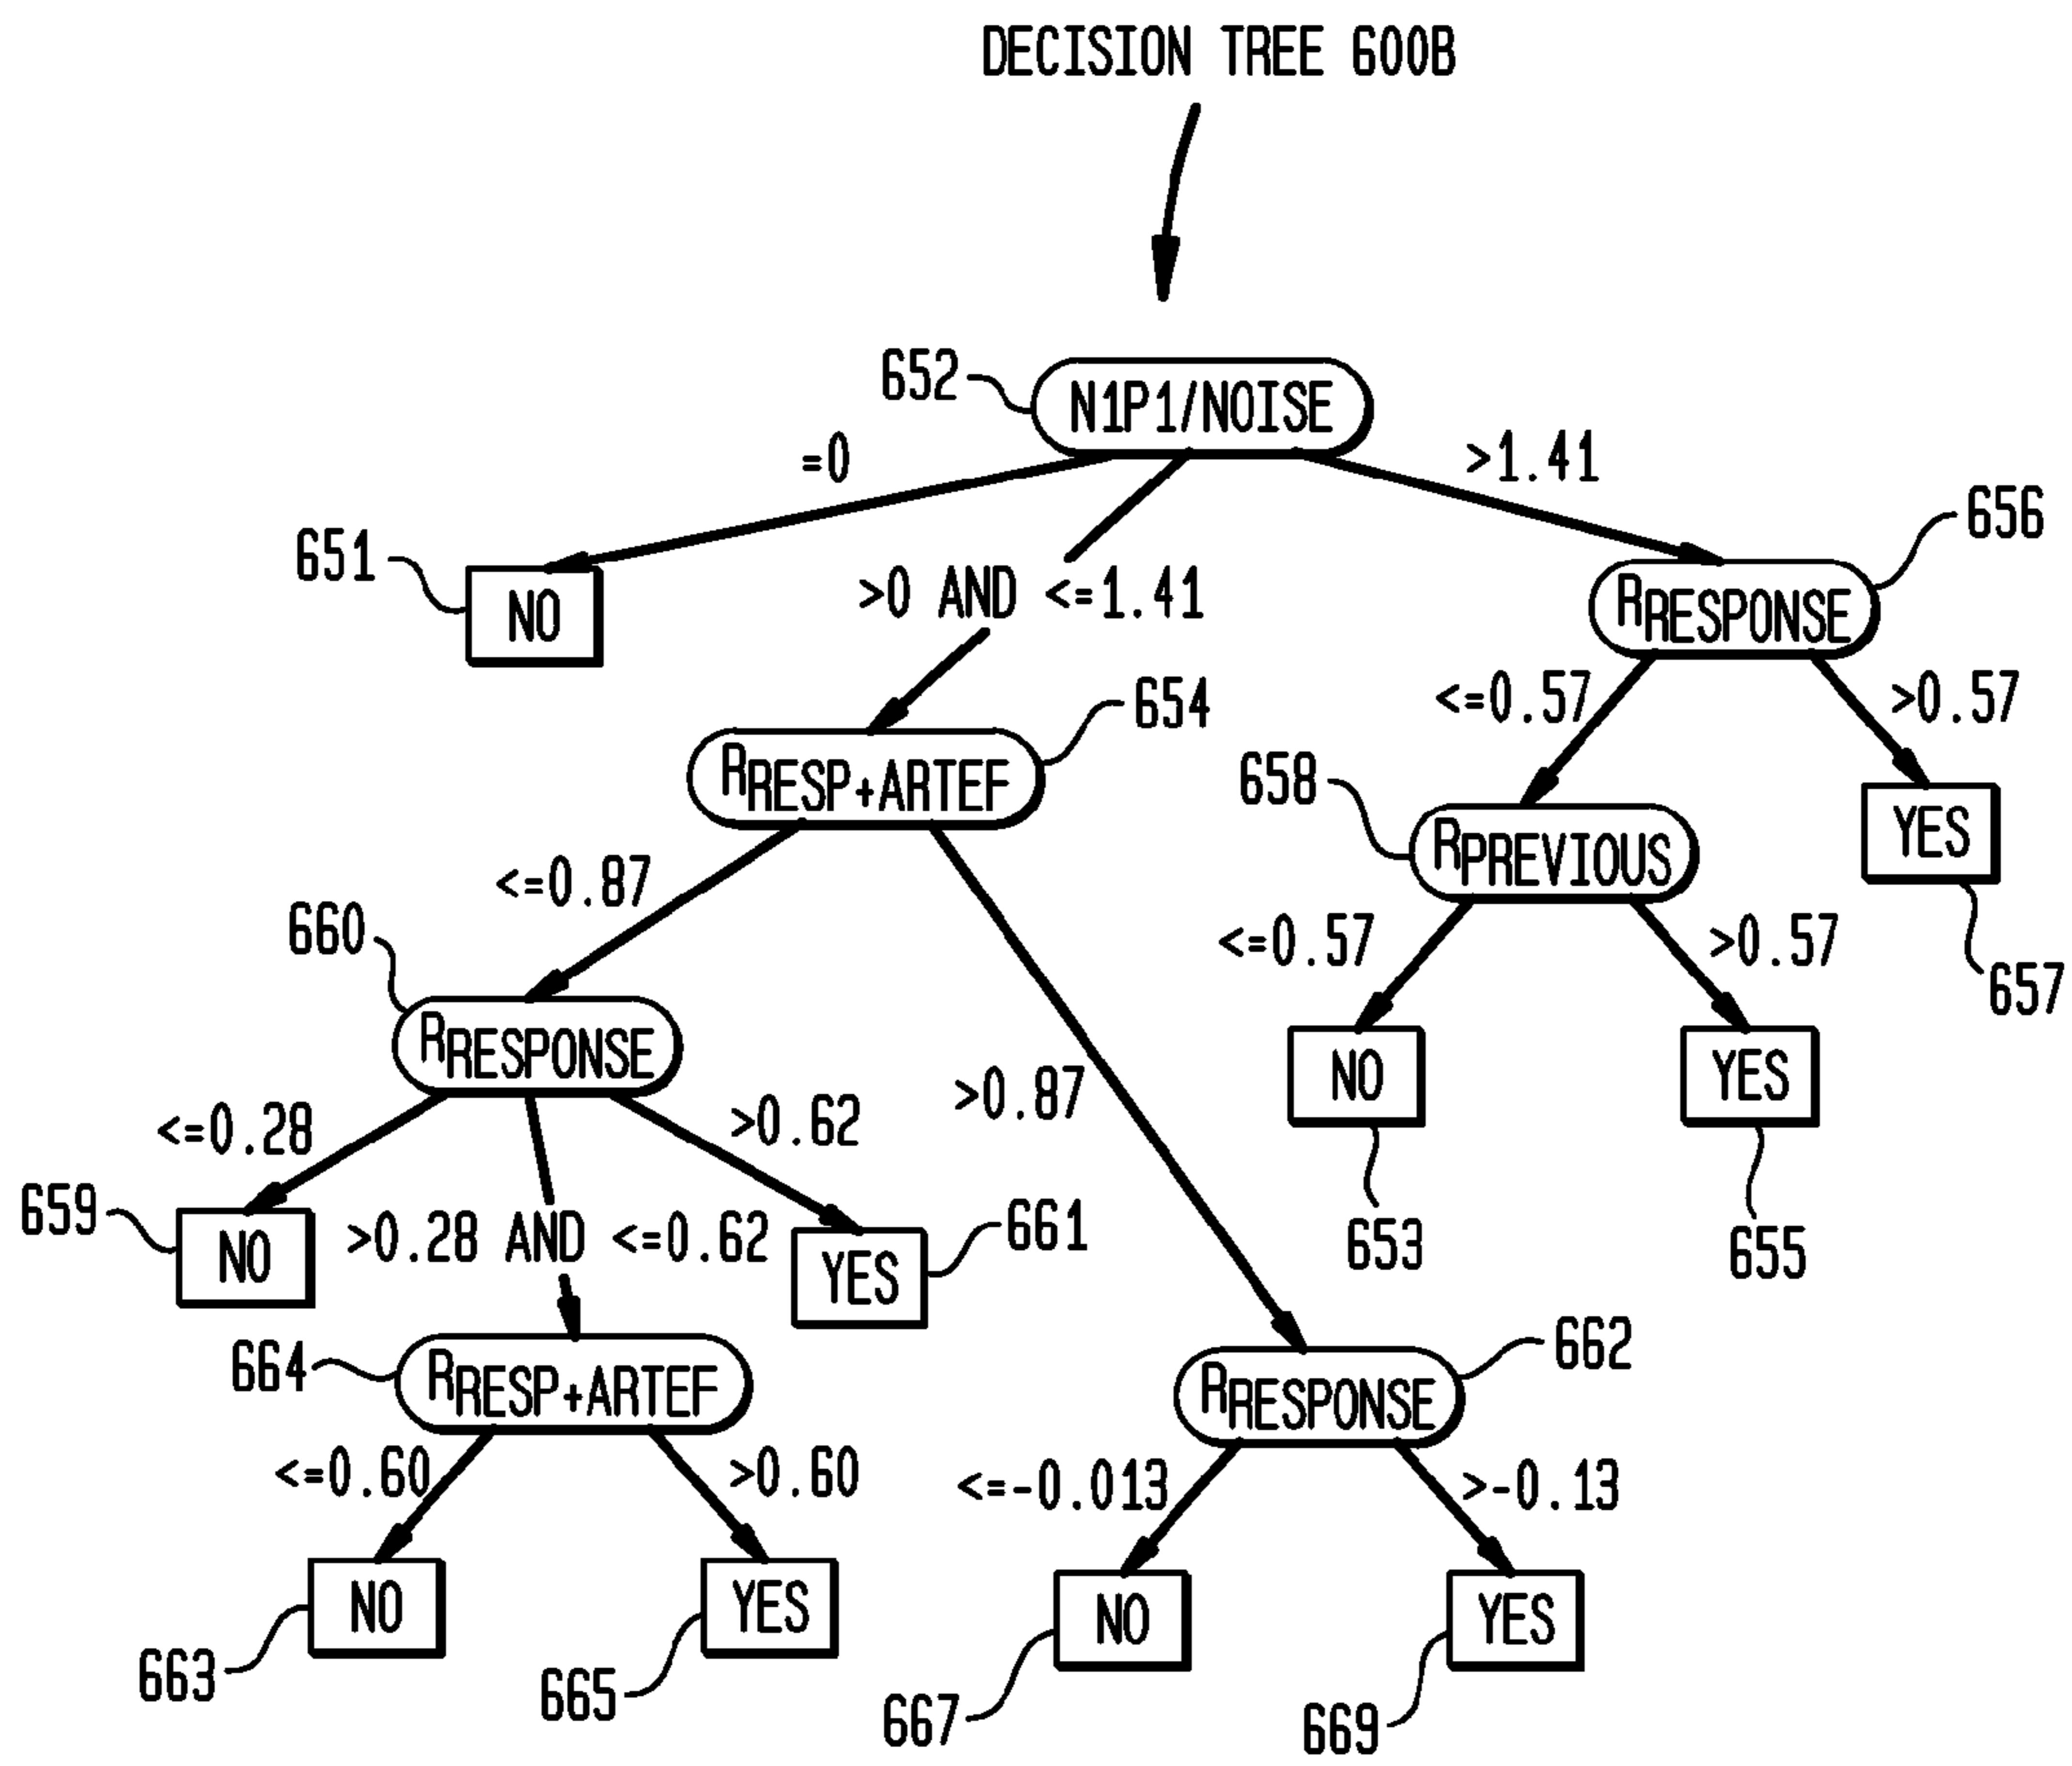 DECISION TREE 600B
652
N1P1/NOISE
=0
>1.41
656
651
NO
>0 AND <=1.41
RRESPONSE
654
<=0.57
>0.57
RRESP+ARTEF
658
YES
RPREVIOUS
657
<=0.87
660
<=0.57
>0.57
RRESPONSE
>0.87
NO
YES
<=0.28
>0.62
653
655
659
NO
>0.28 AND <=0.62
YES
661
664
RRESP+ARTEF
662
RRESPONSE
<=0.60
>0.60
<=-0.013
>-0.13
NO
YES
NO
YES
663
665
667
669